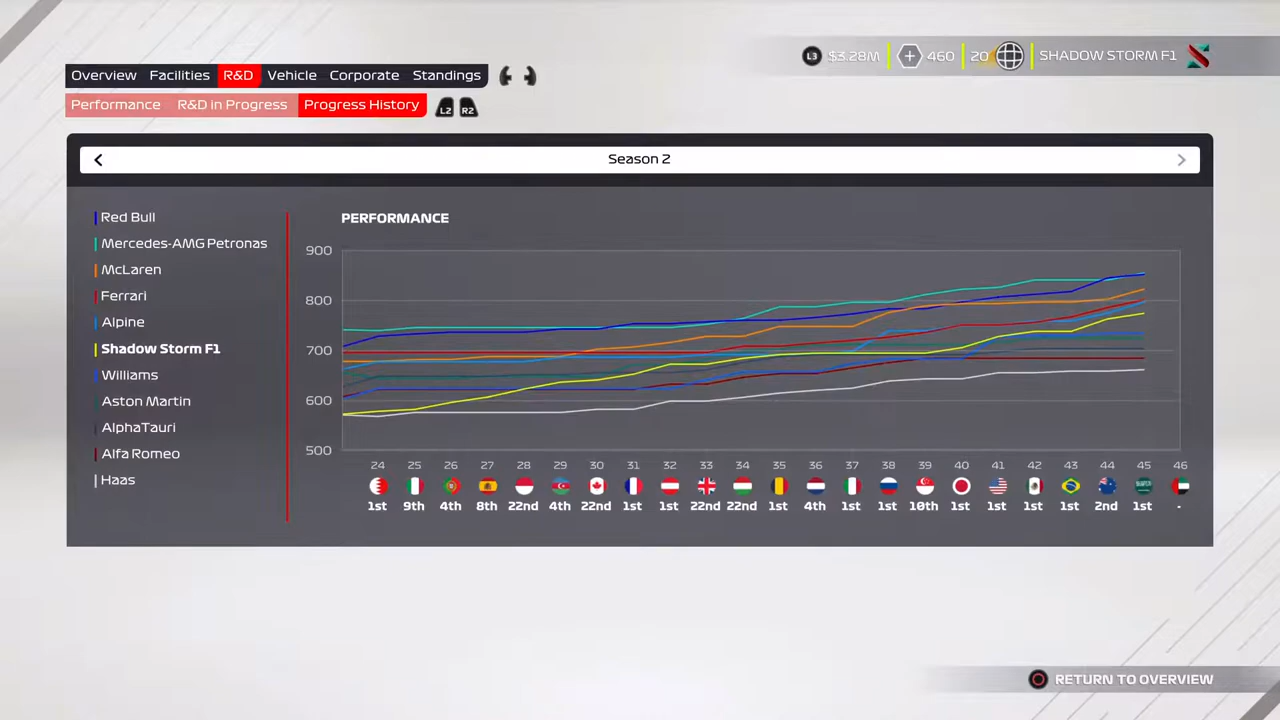 L3 $3.28M 460 20 SHADOW STORM F1
Overview Facilities R&D Vehicle Corporate Standings
Performance R&D in Progress Progress History L2 R2
Season 2
Red Bull
Mercedes-AMG Petronas
McLaren
Ferrari
Alpine
Shadow Storm F1
Williams
Aston Martin
AlphaTauri
Alfa Romeo
Haas
PERFORMANCE
900
800
700
600
500
24 25 26 27 28 29 30 31 32 33 34 35 36 37 38 39 40 41 42 43 44 45 46
1st 9th 4th 8th 22nd 4th 22nd 1st 1st 22nd 22nd 1st 4th 1st 1st 10th 1st 1st 1st 1st 2nd 1st -
RETURN TO OVERVIEW